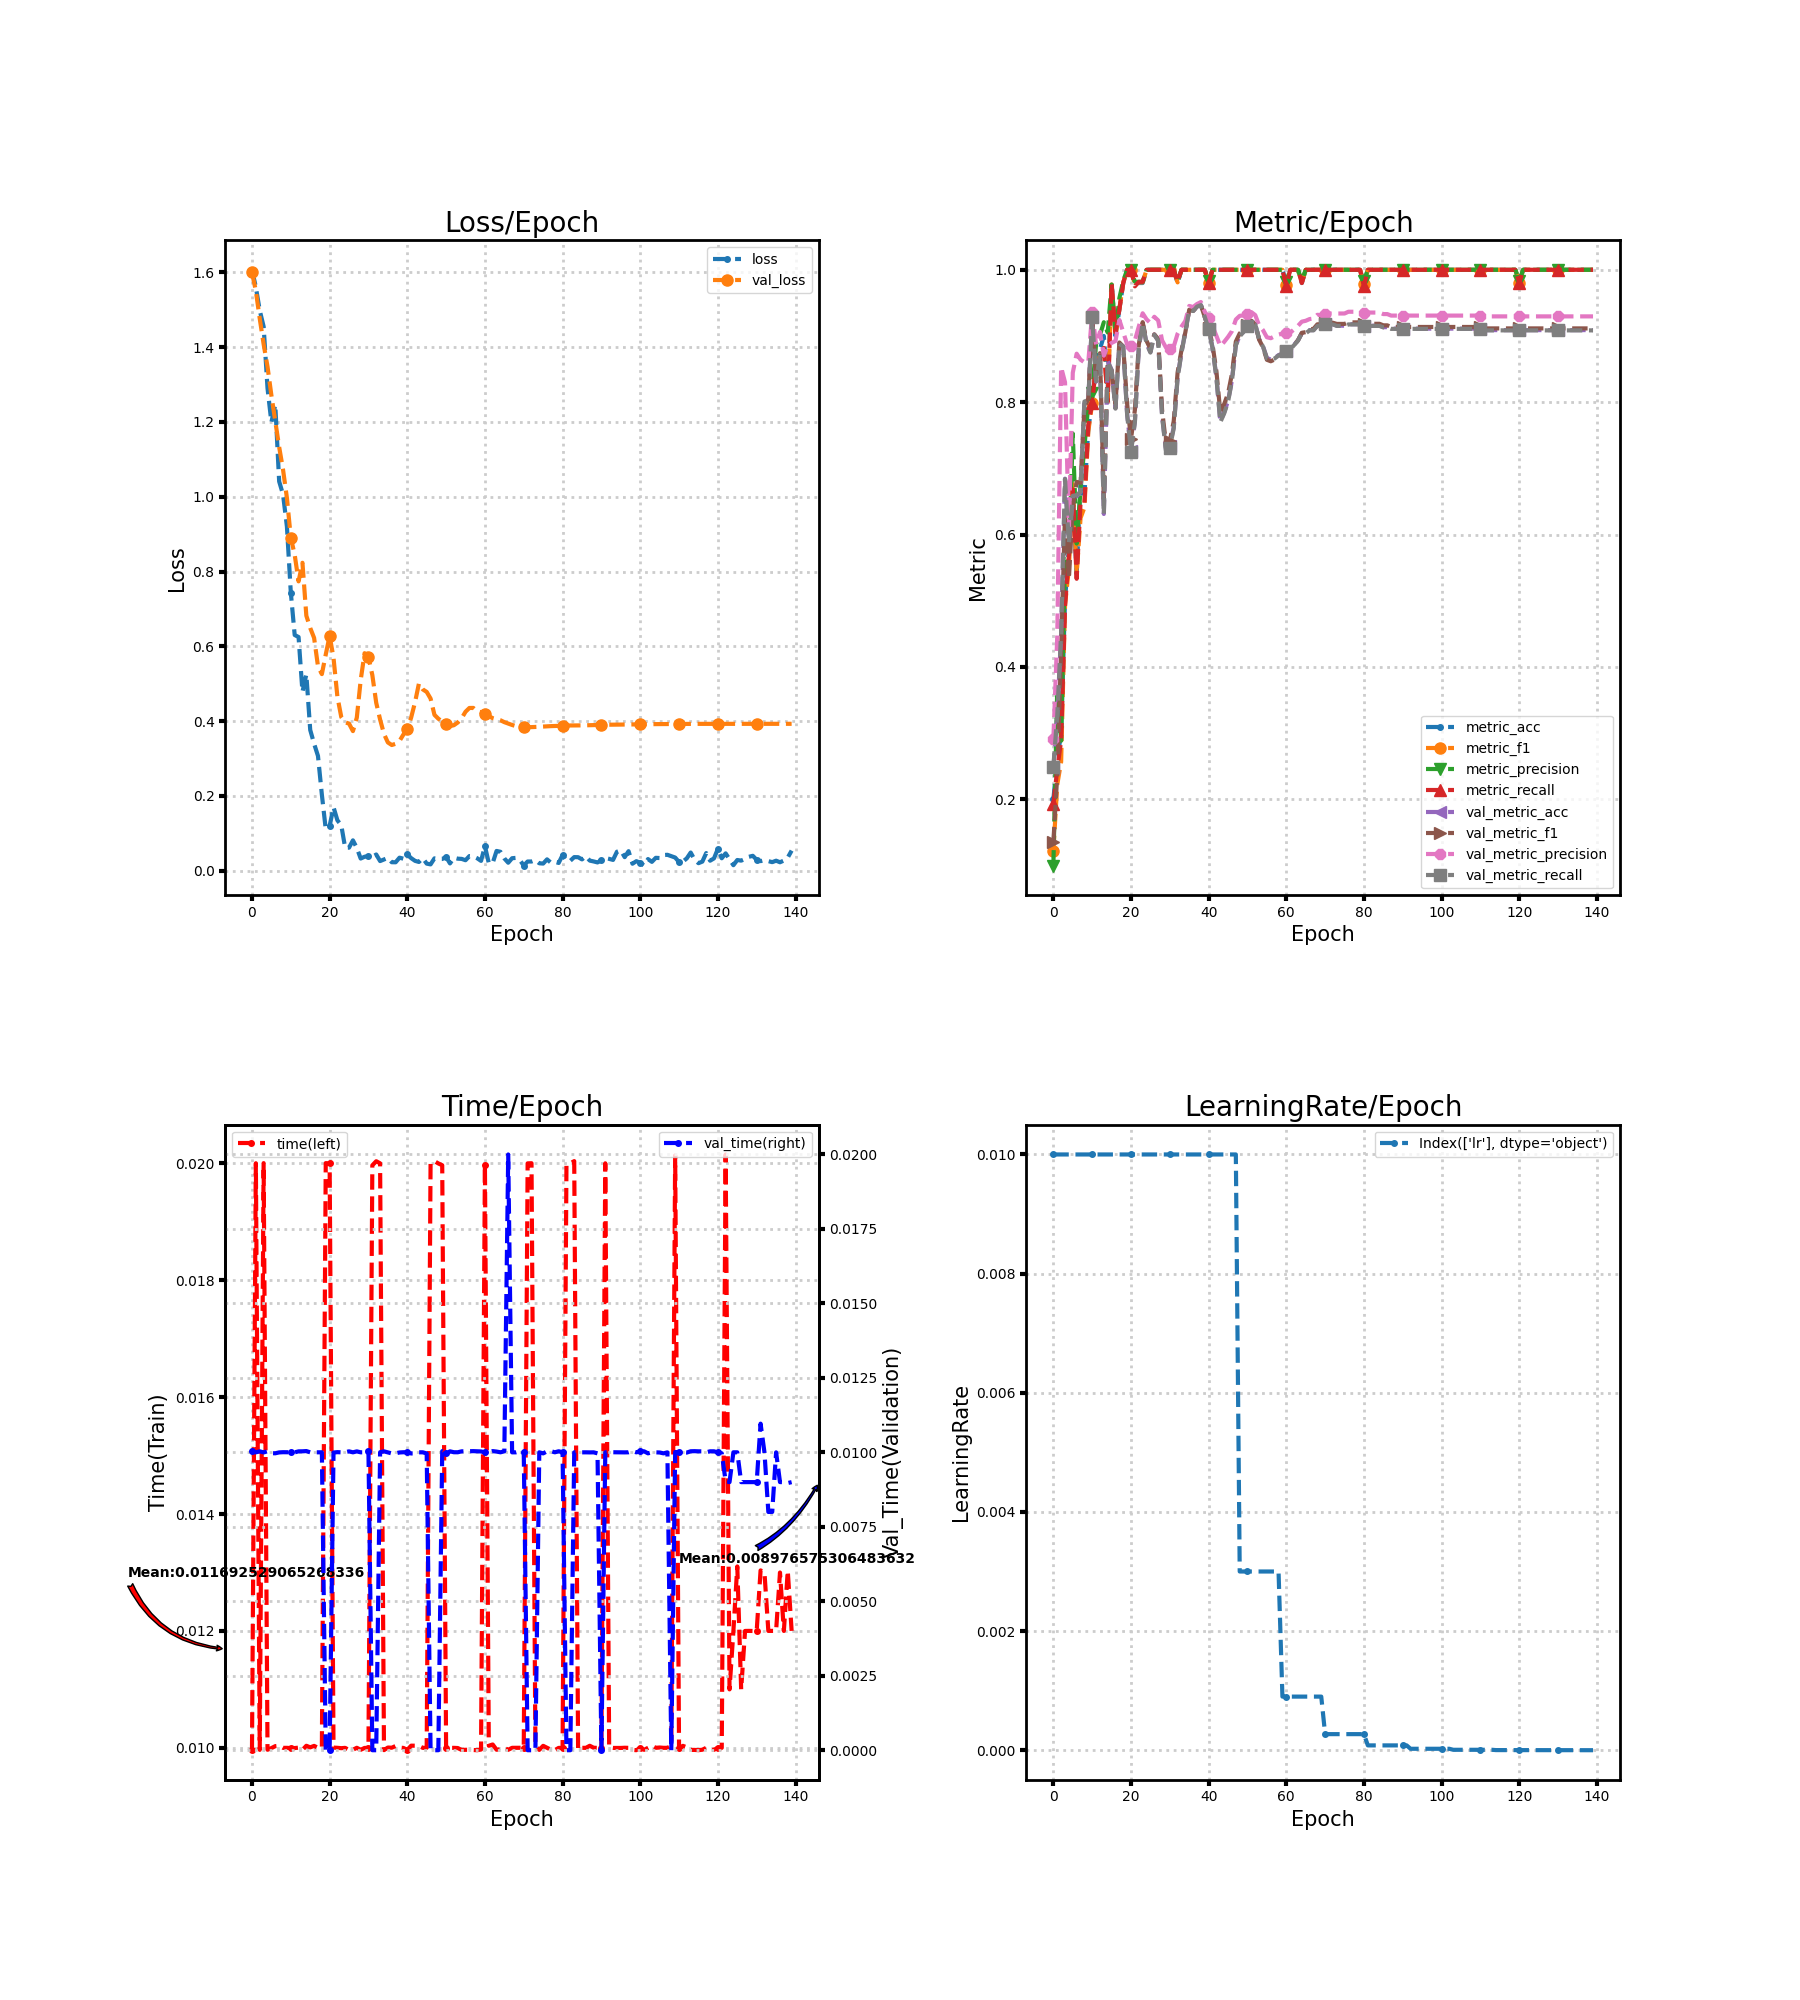 Loss/Epoch
loss
val_loss
1.6
1.4
1.2
1.0
0.8
0.6
0.4
0.2
0.0
Loss
0 20 40 60 80 100 120 140
Epoch
Metric/Epoch
1.0
0.8
0.6
0.4
0.2
Metric
metric_acc
metric_f1
metric_precision
metric_recall
val_metric_acc
val_metric_f1
val_metric_precision
val_metric_recall
0 20 40 60 80 100 120 140
Epoch
Time/Epoch
time(left)
val_time(right)
0.020
0.018
0.016
0.014
0.012
0.010
Time(Train)
0.0200
0.0175
0.0150
0.0125
0.0100
0.0075
0.0050
0.0025
0.0000
Val_Time(Validation)
Mean:0.011692529065268336
Mean:0.008976575306483632
0 20 40 60 80 100 120 140
Epoch
LearningRate/Epoch
Index(['lr'], dtype='object')
0.010
0.008
0.006
0.004
0.002
0.000
LearningRate
0 20 40 60 80 100 120 140
Epoch